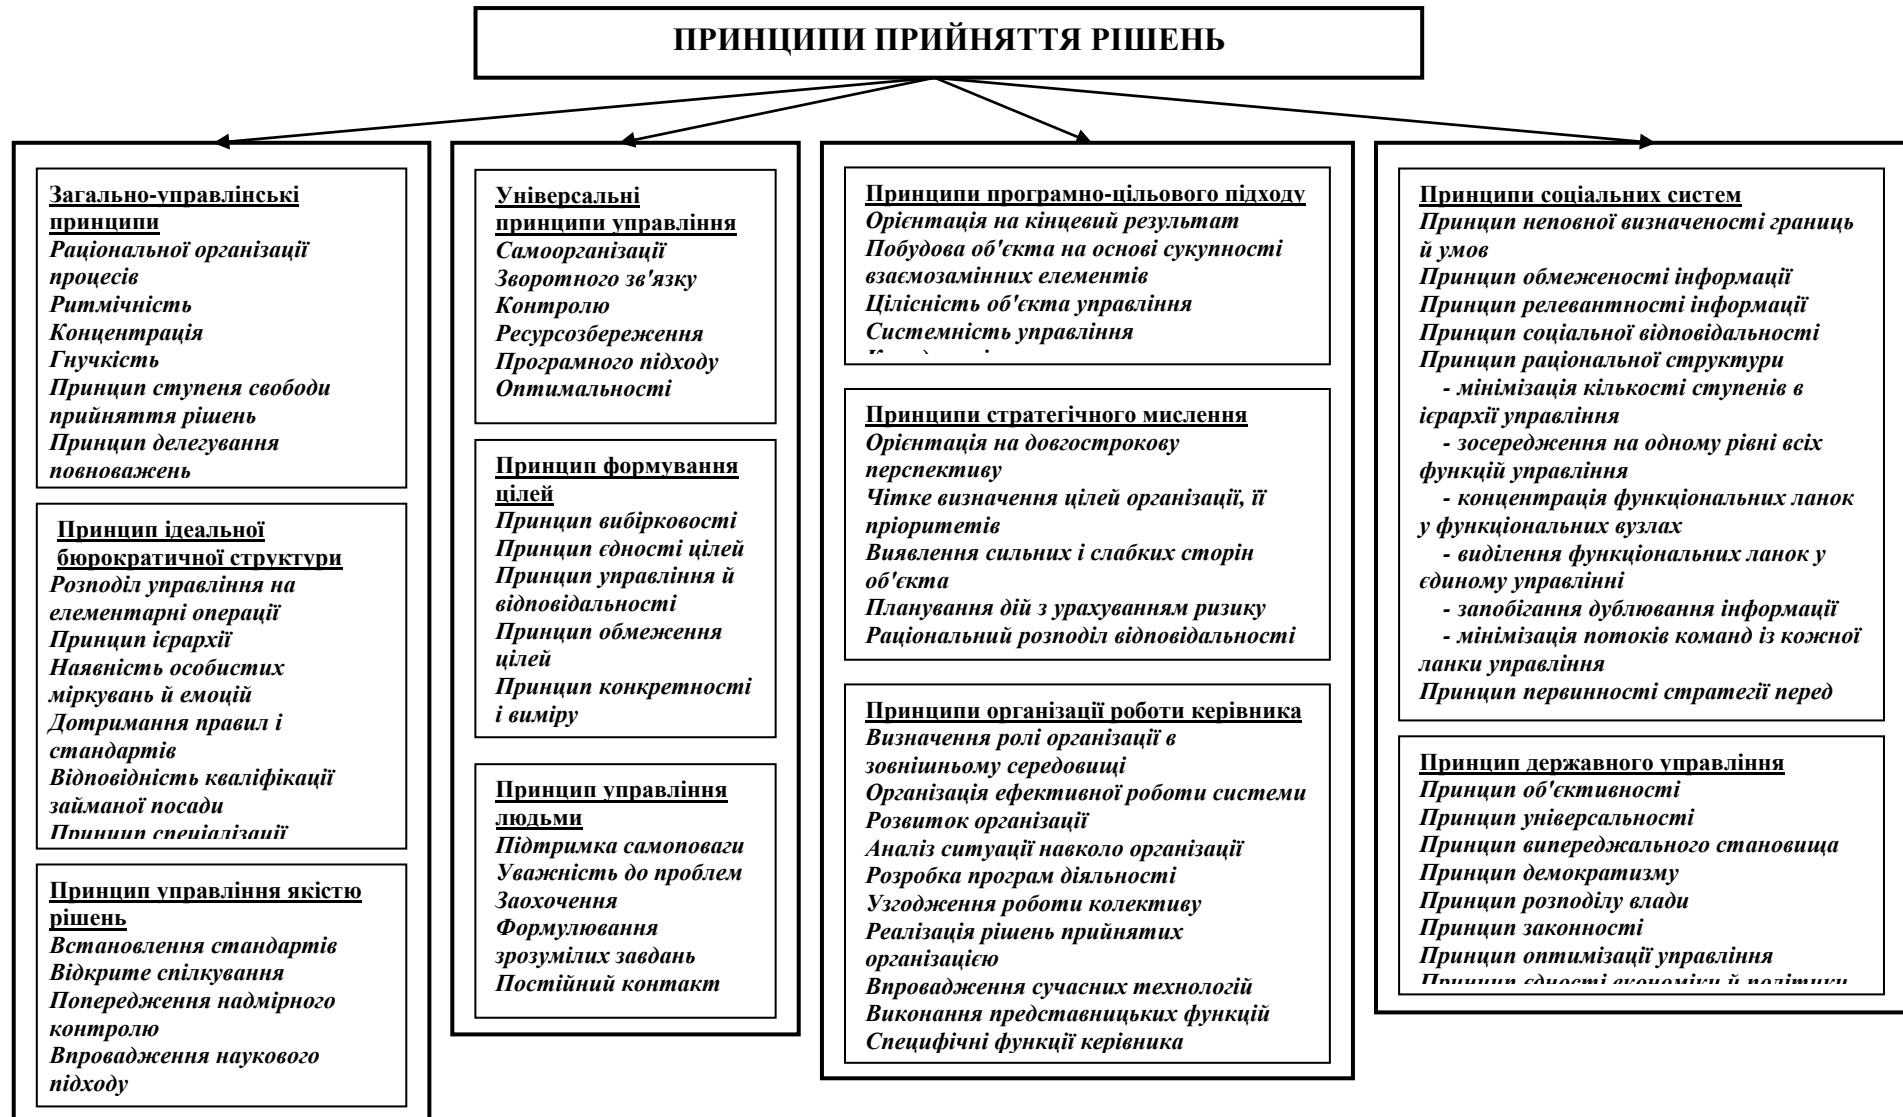 ПРИНЦИПИ ПРИЙНЯТТЯ РІШЕНЬ
Загально-управлінські
принципи
Раціональної організації
процесів
Ритмічність
Концентрація
Гнучкість
Принцип ступеня свободи
прийняття рішень
Принцип делегування
повноважень
Принцип ідеальної
бюрократичної структури
Розподіл управління на
елементарні операції
Принцип ієрархії
Наявність особистих
міркувань й емоцій
Дотримання правил і
стандартів
Відповідність кваліфікації
займаної посади
Принцип спеціалізації
Принцип управління якістю
рішень
Встановлення стандартів
Відкрите спілкування
Попередження надмірного
контролю
Впровадження наукового
підходу
Універсальні
принципи управління
Самоорганізації
Зворотного зв'язку
Контролю
Ресурсозбереження
Програмного підходу
Оптимальності
Принцип формування
цілей
Принцип вибірковості
Принцип єдності цілей
Принцип управління й
відповідальності
Принцип обмеження
цілей
Принцип конкретності
і виміру
Принцип управління
людьми
Підтримка самоповаги
Уважність до проблем
Заохочення
Формулювання
зрозумілих завдань
Постійний контакт
Принципи програмно-цільового підходу
Орієнтація на кінцевий результат
Побудова об'єкта на основі сукупності
взаємозамінних елементів
Цілісність об'єкта управління
Системність управління
Принципи стратегічного мислення
Орієнтація на довгострокову
перспективу
Чітке визначення цілей організації, її
пріоритетів
Виявлення сильних і слабких сторін
об'єкта
Планування дій з урахуванням ризику
Раціональний розподіл відповідальності
Принципи організації роботи керівника
Визначення ролі організації в
зовнішньому середовищі
Організація ефективної роботи системи
Розвиток організації
Аналіз ситуації навколо організації
Розробка програм діяльності
Узгодження роботи колективу
Реалізація рішень прийнятих
організацією
Впровадження сучасних технологій
Виконання представницьких функцій
Специфічні функції керівника
Принципи соціальних систем
Принцип неповної визначеності границь
й умов
Принцип обмеженості інформації
Принцип релевантності інформації
Принцип соціальної відповідальності
Принцип раціональної структури
- мінімізація кількості ступенів в
ієрархії управління
- зосередження на одному рівні всіх
функцій управління
- концентрація функціональних ланок
у функціональних вузлах
- виділення функціональних ланок у
єдиному управлінні
- запобігання дублювання інформації
- мінімізація потоків команд із кожної
ланки управління
Принцип первинності стратегії перед
Принцип державного управління
Принцип об'єктивності
Принцип універсальності
Принцип випереджального становища
Принцип демократизму
Принцип розподілу влади
Принцип законності
Принцип оптимізації управління
Принцип єдності економіки й політики